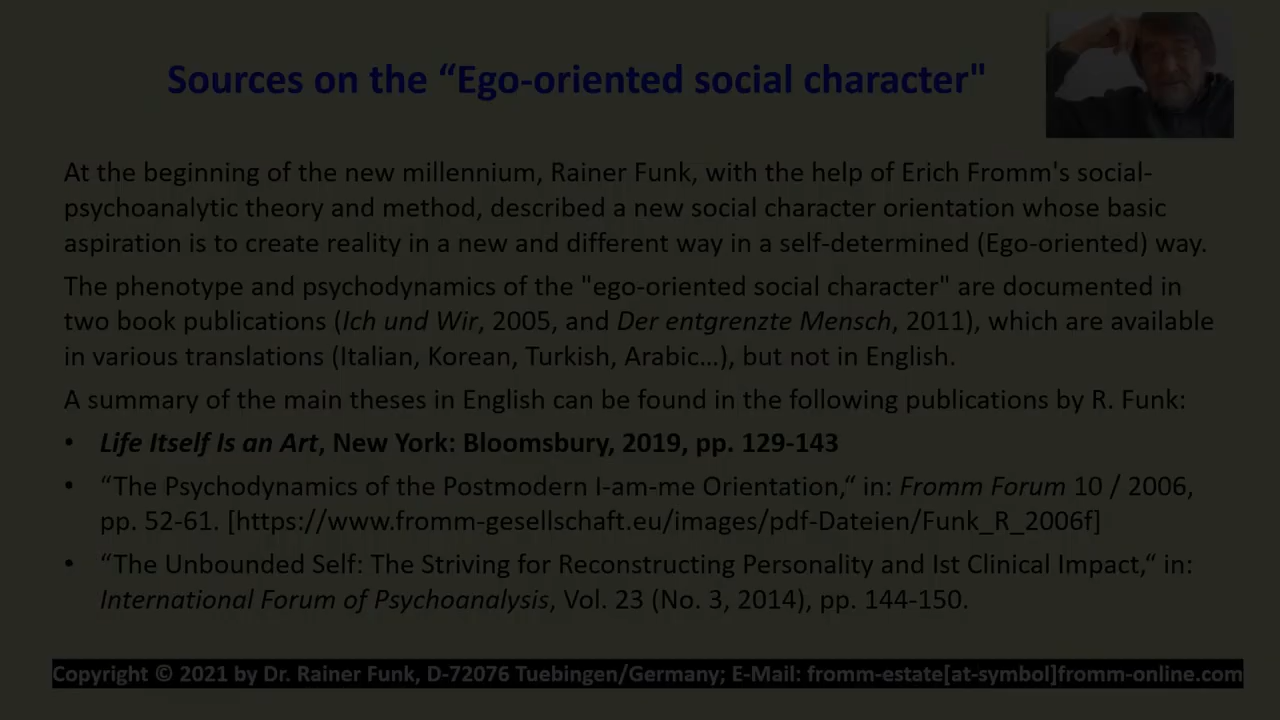 Sources on the “Ego-oriented social character"
At the beginning of the new millennium, Rainer Funk, with the help of Erich Fromm's social-
psychoanalytic theory and method, described a new social character orientation whose basic
aspiration is to create reality in a new and different way in a self-determined (Ego-oriented) way.
The phenotype and psychodynamics of the "ego-oriented social character" are documented in
two book publications (Ich und Wir, 2005, and Der entgrenzte Mensch, 2011), which are available
in various translations (Italian, Korean, Turkish, Arabic…), but not in English.
A summary of the main theses in English can be found in the following publications by R. Funk:
• Life Itself Is an Art, New York: Bloomsbury, 2019, pp. 129-143
• “The Psychodynamics of the Postmodern I-am-me Orientation,“ in: Fromm Forum 10 / 2006,
pp. 52-61. [https://www.fromm-gesellschaft.eu/images/pdf-Dateien/Funk_R_2006f]
• “The Unbounded Self: The Striving for Reconstructing Personality and Ist Clinical Impact,“ in:
International Forum of Psychoanalysis, Vol. 23 (No. 3, 2014), pp. 144-150.
Copyright © 2021 by Dr. Rainer Funk, D-72076 Tuebingen/Germany; E-Mail: fromm-estate[at-symbol]fromm-online.com